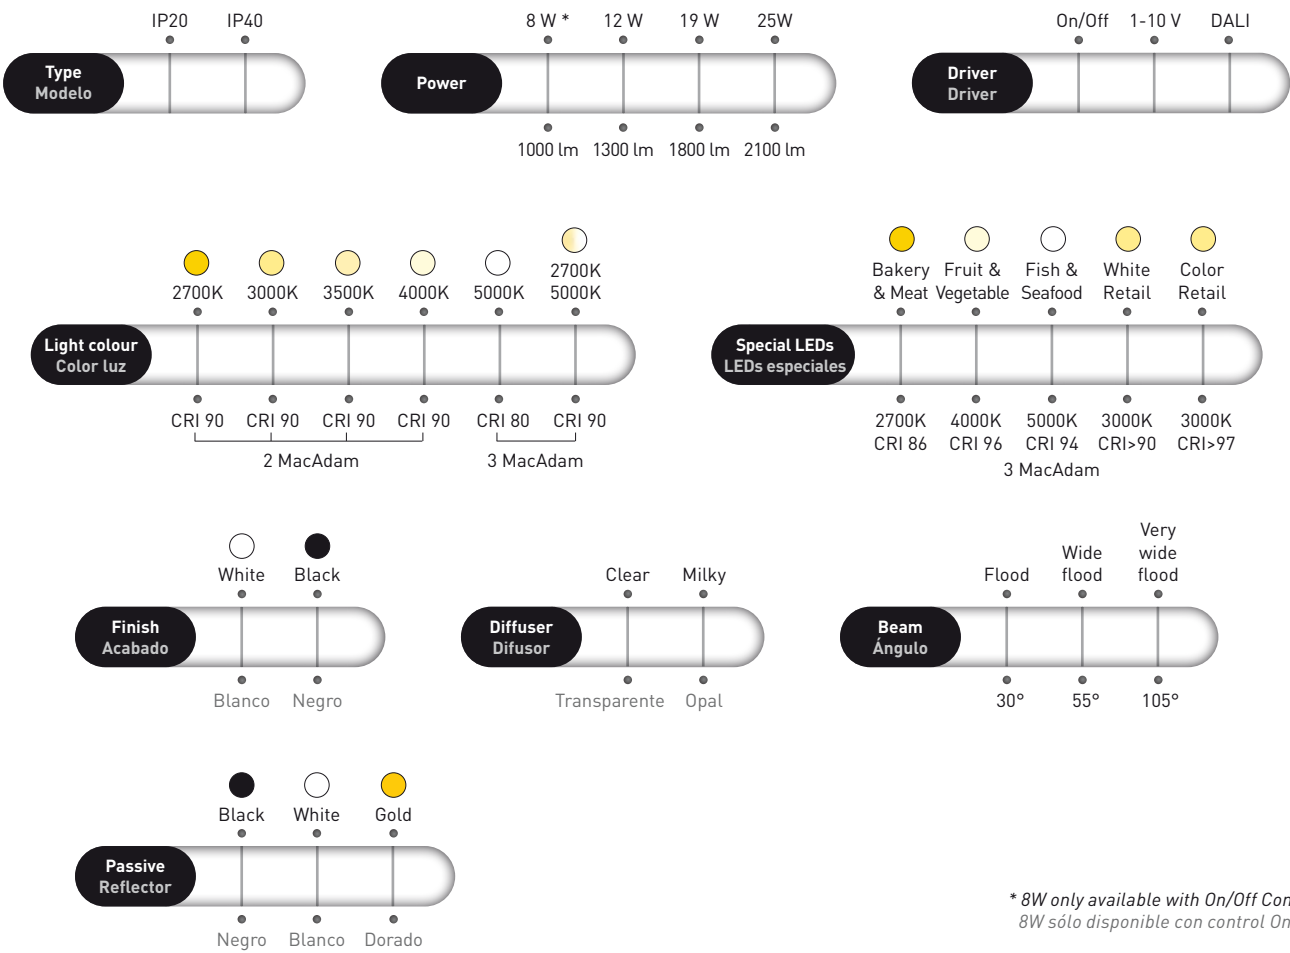 IP20 IP40
Type
Modelo
8 W * 12 W 19 W 25W
Power
1000 lm 1300 lm 1800 lm 2100 lm
On/Off 1-10 V DALI
Driver
Driver
2700K 3000K 3500K 4000K 5000K 2700K
5000K
Light colour
Color luz
CRI 90 CRI 90 CRI 90 CRI 90 CRI 80 CRI 90
2 MacAdam 3 MacAdam
Bakery Fruit & Fish & White Color
& Meat Vegetable Seafood Retail Retail
Special LEDs
LEDs especiales
2700K 4000K 5000K 3000K 3000K
CRI 86 CRI 96 CRI 94 CRI>90 CRI>97
3 MacAdam
White Black
Finish
Acabado
Blanco Negro
Clear Milky
Diffuser
Difusor
Transparente Opal
Very
Wide wide
Flood flood flood
Beam
Ángulo
30° 55° 105°
Black White Gold
Passive
Reflector
Negro Blanco Dorado
* 8W only available with On/Off Con
8W sólo disponible con control On